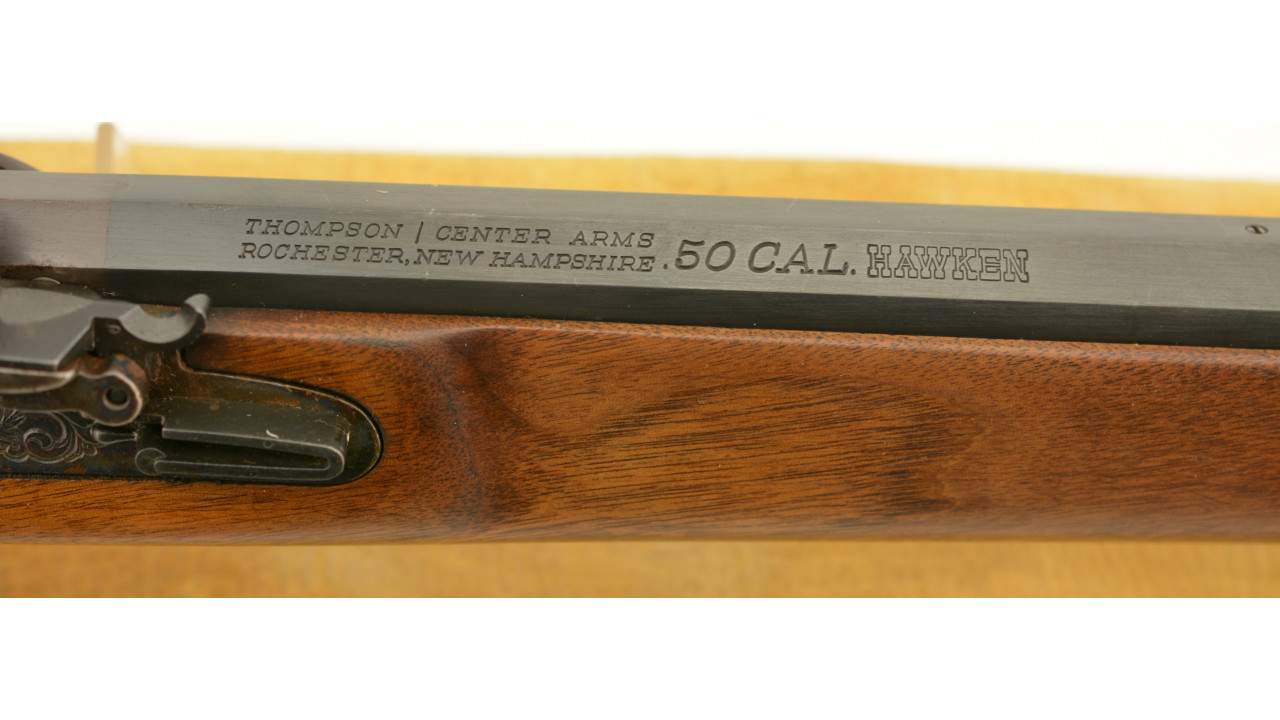 THOMPSON | CENTER ARMS
ROCHESTER, NEW HAMPSHIRE. .50 CAL. HAWKEN